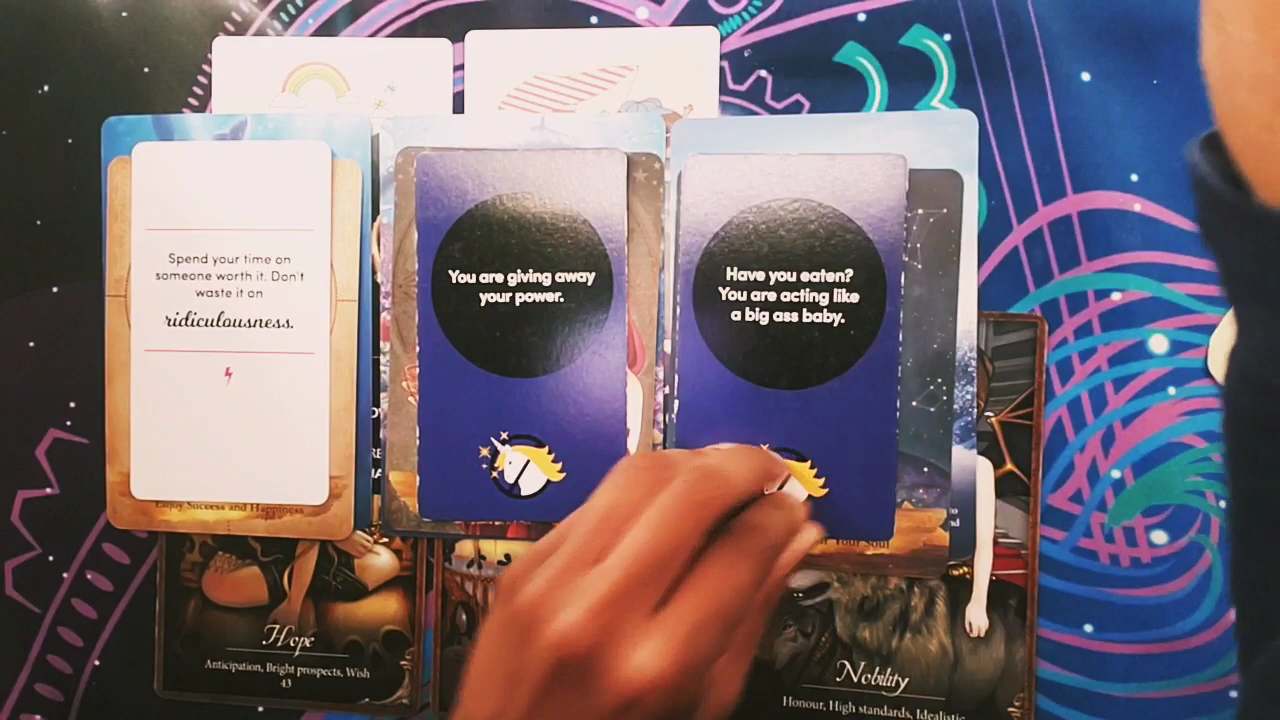 Spend your time on
someone worth it. Don't
waste it on
ridiculousness.
Enjoy Success and Happiness
You are giving away
your power.
Have you eaten?
You are acting like
a big ass baby.
Your Soul
Hope
Anticipation, Bright prospects, Wish
43
Nobility
Honour, High standards, Idealistic